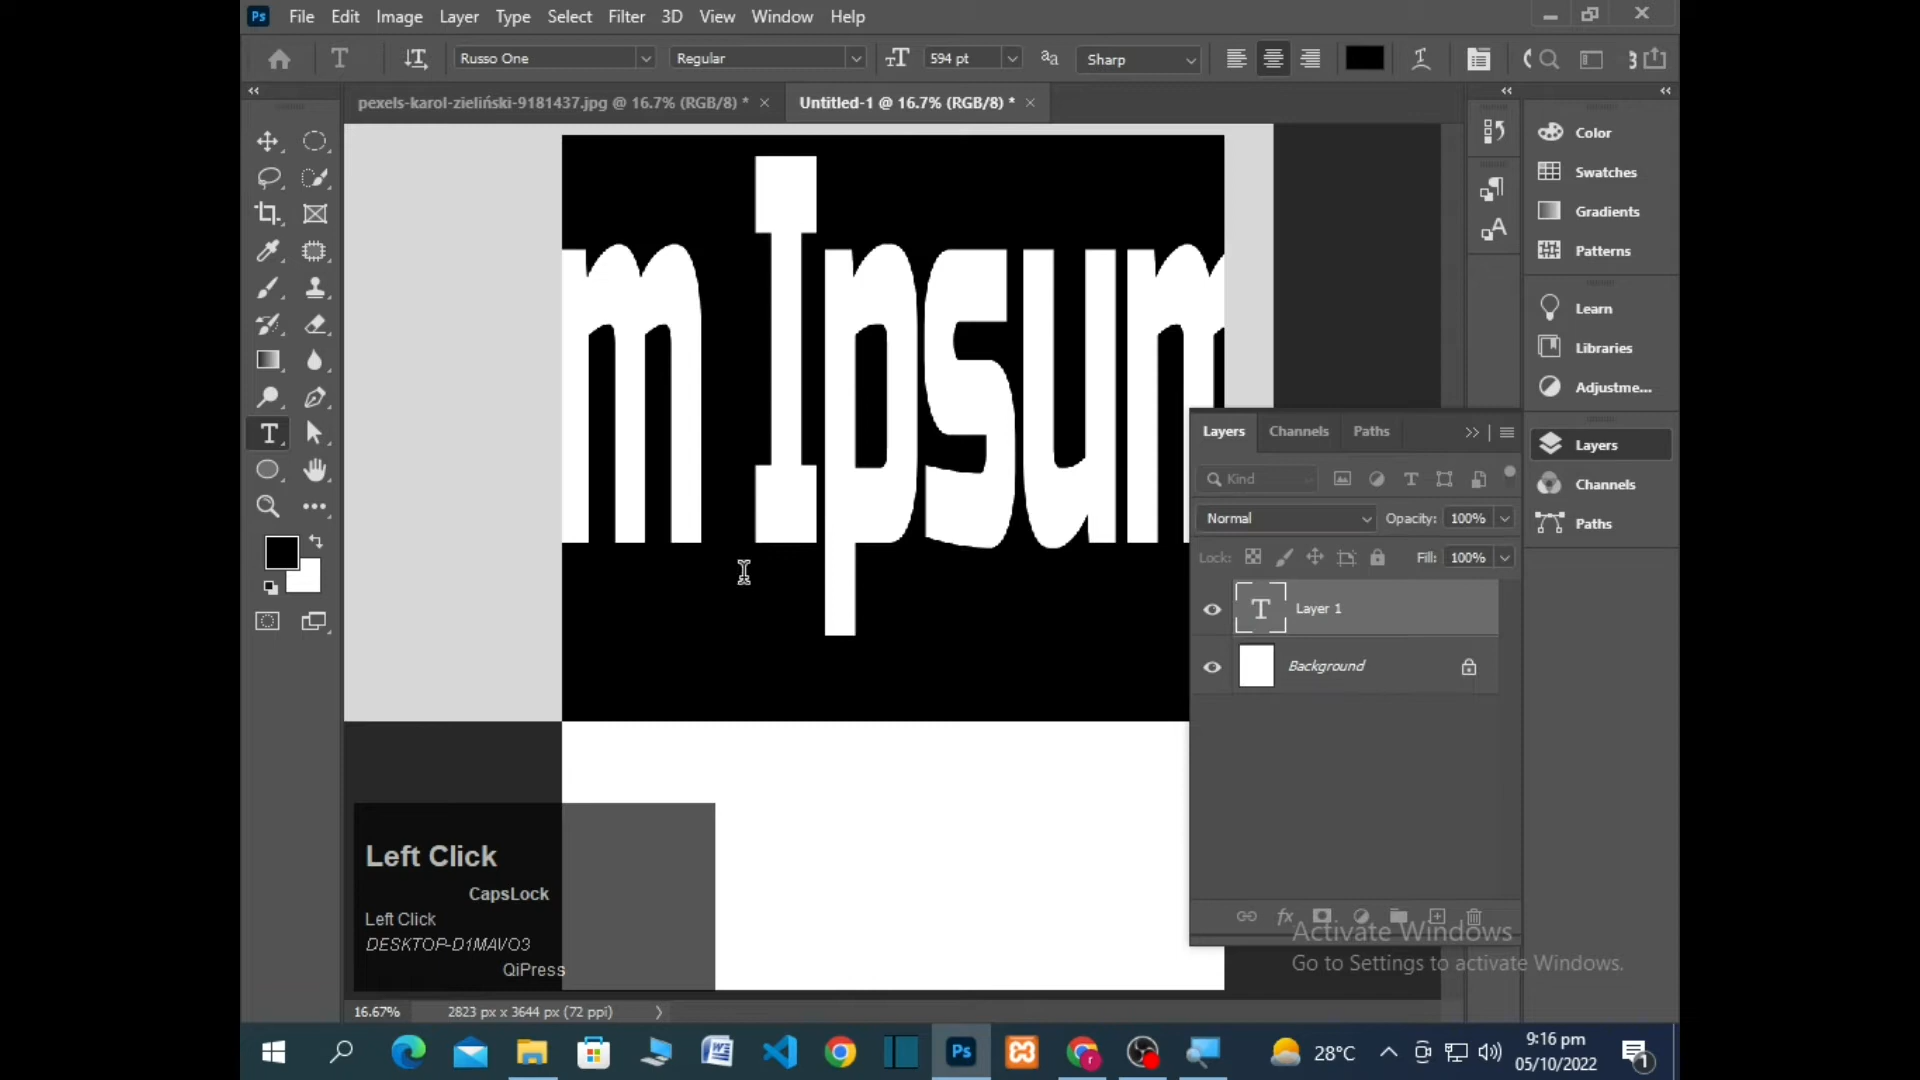 Ps File Edit Image Layer Type Select Filter 3D View Window Help
T Russo One Regular 594 pt Sharp
pexels-karol-zieliński-9181437.jpg @ 16.7% (RGB/8) * Untitled-1 @ 16.7% (RGB/8) *
m Ipsum
Color
Swatches
Gradients
Patterns
Learn
Libraries
Adjustme...
Layers
Channels
Paths
Layers Channels Paths
Kind
Normal Opacity: 100%
Lock: Fill: 100%
T Layer 1
Background
Left Click
CapsLock
Left Click
DESKTOP-D1MAVO3
QiPress
Activate Windows
Go to Settings to activate Windows.
16.67% 2823 px x 3644 px (72 ppi)
28°C
9:16 pm
05/10/2022
1